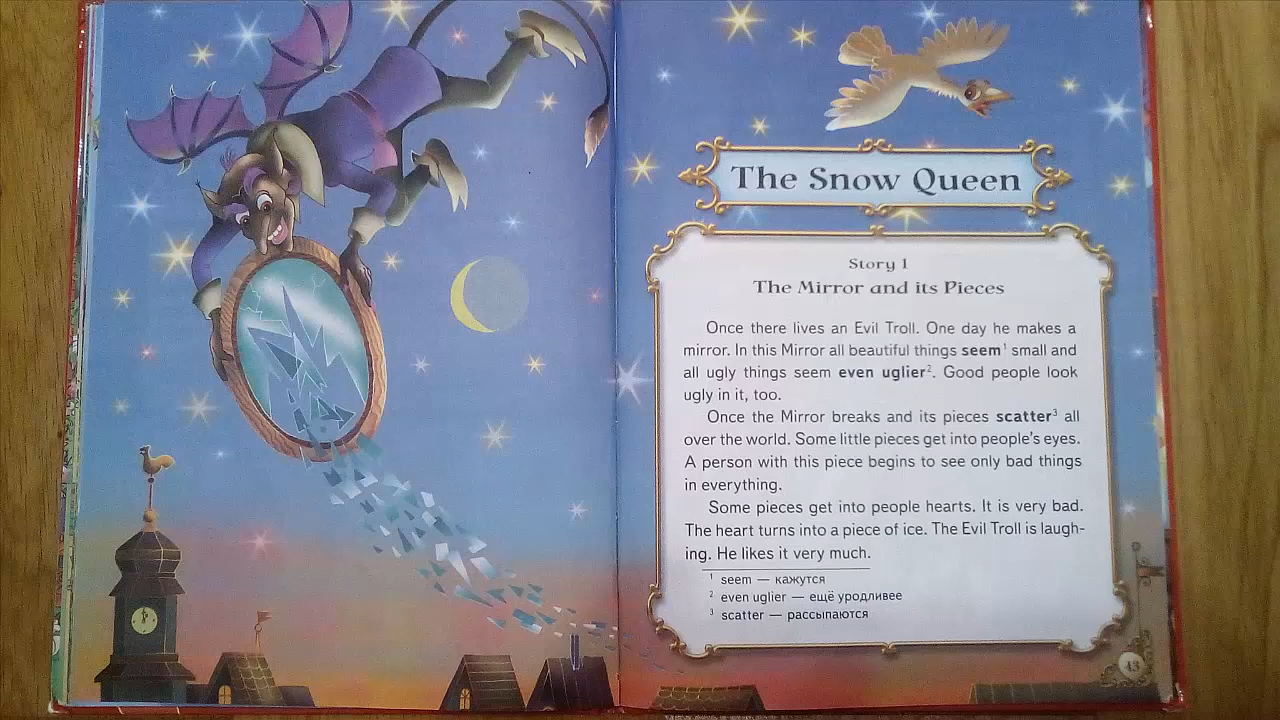 The Snow Queen
Story 1
The Mirror and its Pieces
Once there lives an Evil Troll. One day he makes a
mirror. In this Mirror all beautiful things seem¹ small and
all ugly things seem even uglier². Good people look
ugly in it, too.
Once the Mirror breaks and its pieces scatter³ all
over the world. Some little pieces get into people's eyes.
A person with this piece begins to see only bad things
in everything.
Some pieces get into people hearts. It is very bad.
The heart turns into a piece of ice. The Evil Troll is laugh-
ing. He likes it very much.
¹ seem — кажутся
² even uglier — ещё уродливее
³ scatter — рассыпаются
43